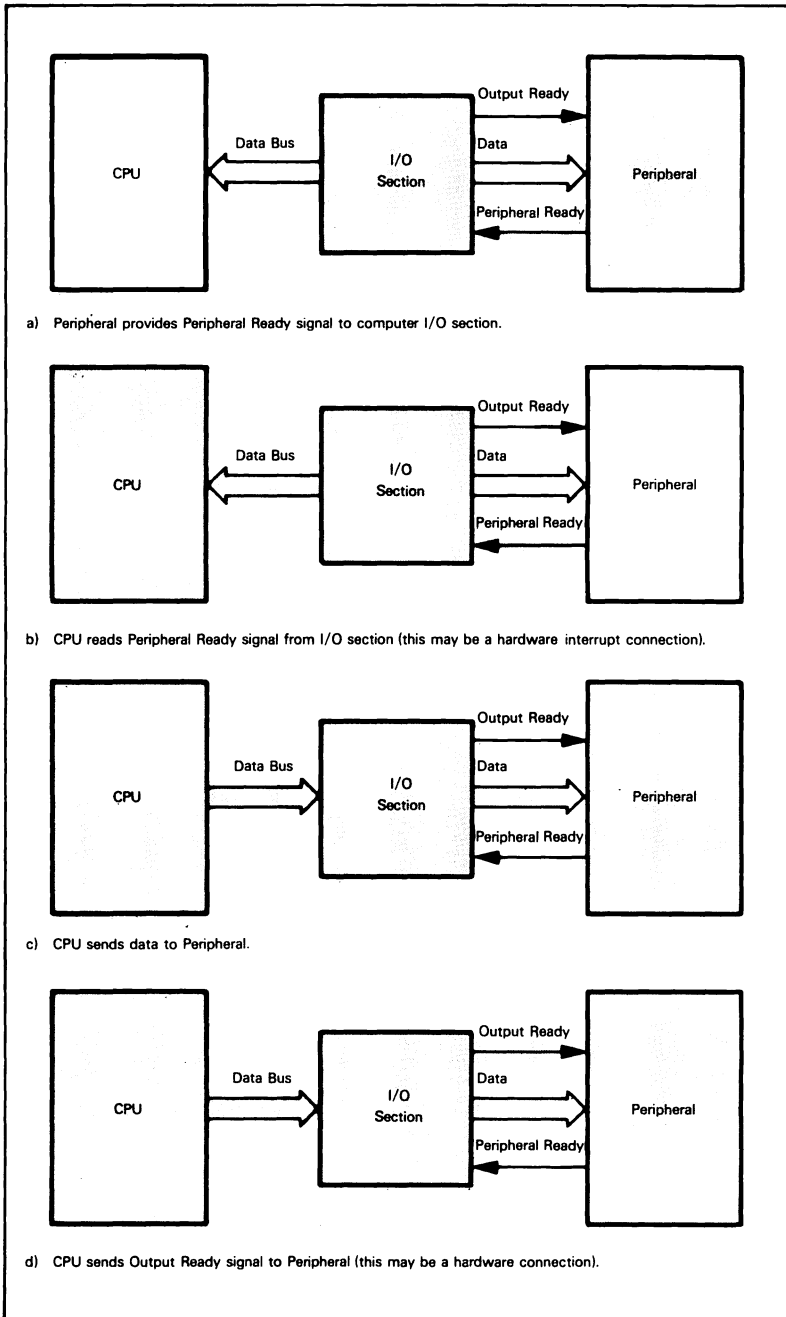 Output Ready
Data Bus
Data
CPU
I/O
Section
Peripheral
Peripheral Ready
a) Peripheral provides Peripheral Ready signal to computer I/O section.
Output Ready
Data Bus
Data
CPU
I/O
Section
Peripheral
Peripheral Ready
b) CPU reads Peripheral Ready signal from I/O section (this may be a hardware interrupt connection).
Output Ready
Data Bus
Data
CPU
I/O
Section
Peripheral
Peripheral Ready
c) CPU sends data to Peripheral.
Output Ready
Data Bus
Data
CPU
I/O
Section
Peripheral
Peripheral Ready
d) CPU sends Output Ready signal to Peripheral (this may be a hardware connection).